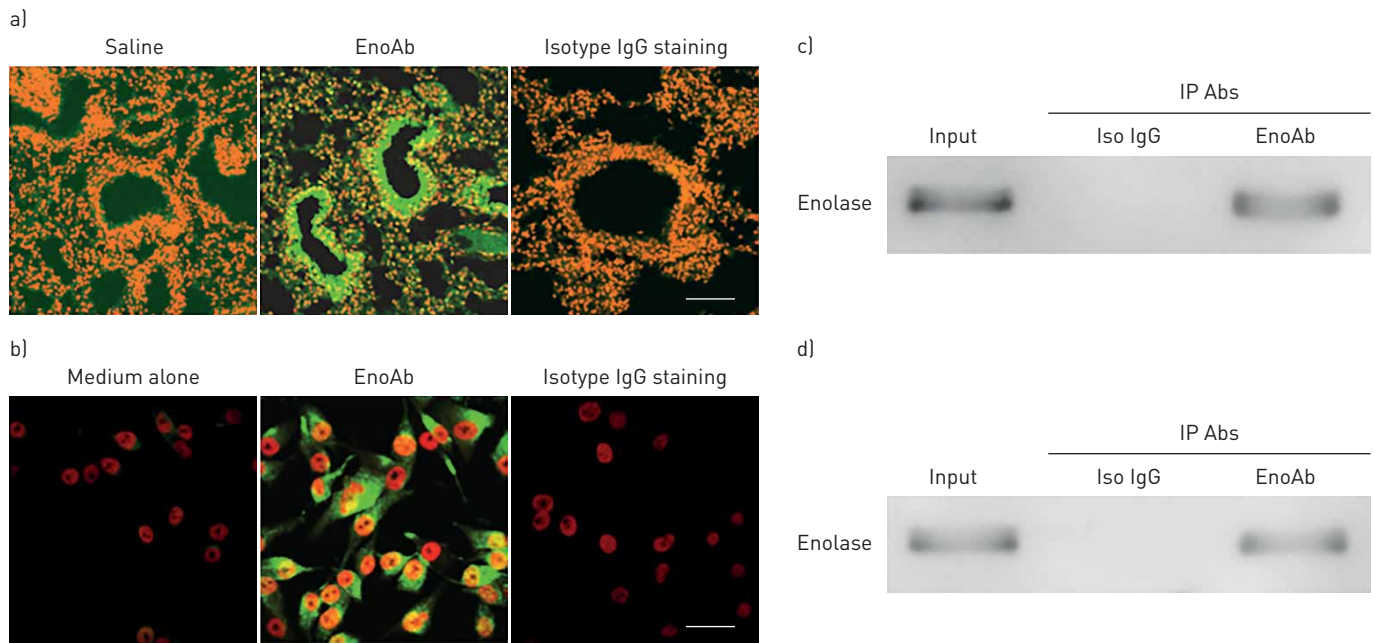 a)
Saline EnoAb Isotype IgG staining
b)
Medium alone EnoAb Isotype IgG staining
c)
IP Abs
Input Iso IgG EnoAb
Enolase
d)
IP Abs
Input Iso IgG EnoAb
Enolase